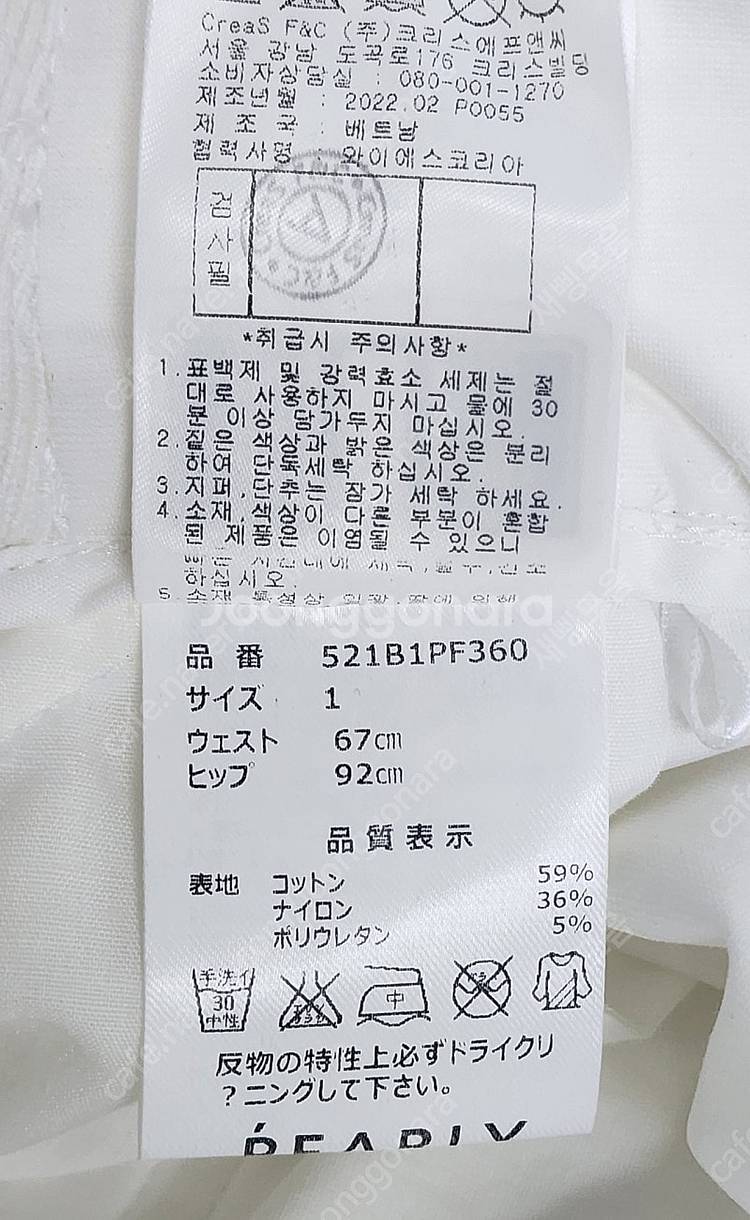 CreaS F&C (주)크리스에프앤씨
서울 강남 도곡로176 크리스빌딩
소비자상담실 : 080-001-1270
제조년월 : 2022.02 P0055
제 조 국 : 베트남
협력사명 와이에스코리아
검사필
CreaS F&C
*취급시 주의사항*
1.표백제 및 강력효소 세제는 절
대로 사용하지 마시고 물에 30
분 이상 담가두지 마십시오.
2.짙은 색상과 밝은 색상은 분리
하여 단독세탁 하십시오.
3.지퍼,단추는 잠가 세탁 하세요.
4.소재,색상이 다른 부분이 혼합
된 제품은 이염될 수 있으니
하십시오.
5.소재
Joonggonara
品番 521B1PF360
サイズ 1
ウェスト 67cm
ヒップ 92cm
品質表示
表地 コットン 59%
ナイロン 36%
ポリウレタン 5%
手洗イ
30
中性
中
反物の特性上必ずドライクリ
?ニングして下さい。
PEARLY